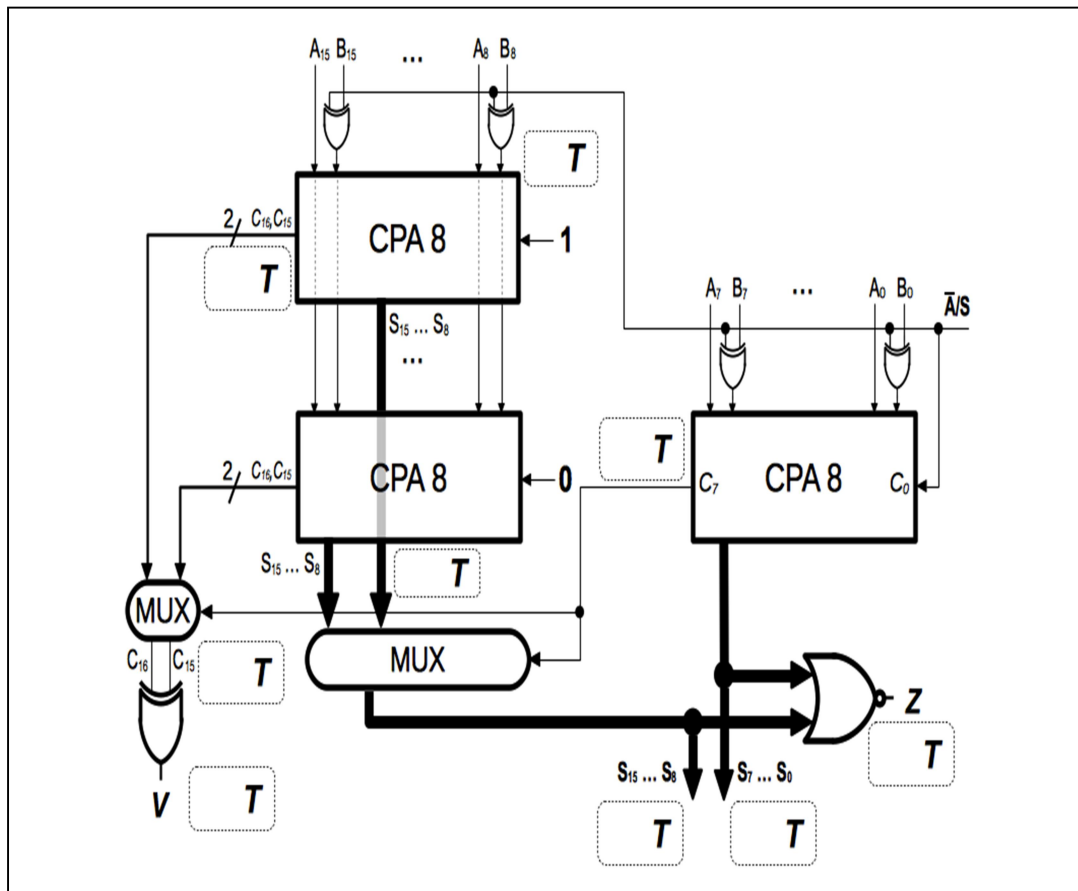 A₁₅ B₁₅ ... A₈ B₈
T
2 C₁₆,C₁₅
CPA 8
1
T
S₁₅ ... S₈
...
A₇ B₇ ... A₀ B₀
A̅/S
T
2 C₁₆,C₁₅
CPA 8
0
C₇ CPA 8 C₀
S₁₅ ... S₈
T
MUX
C₁₆ C₁₅
T
MUX
Z
T
V
T
S₁₅ ... S₈
S₇ ... S₀
T
T